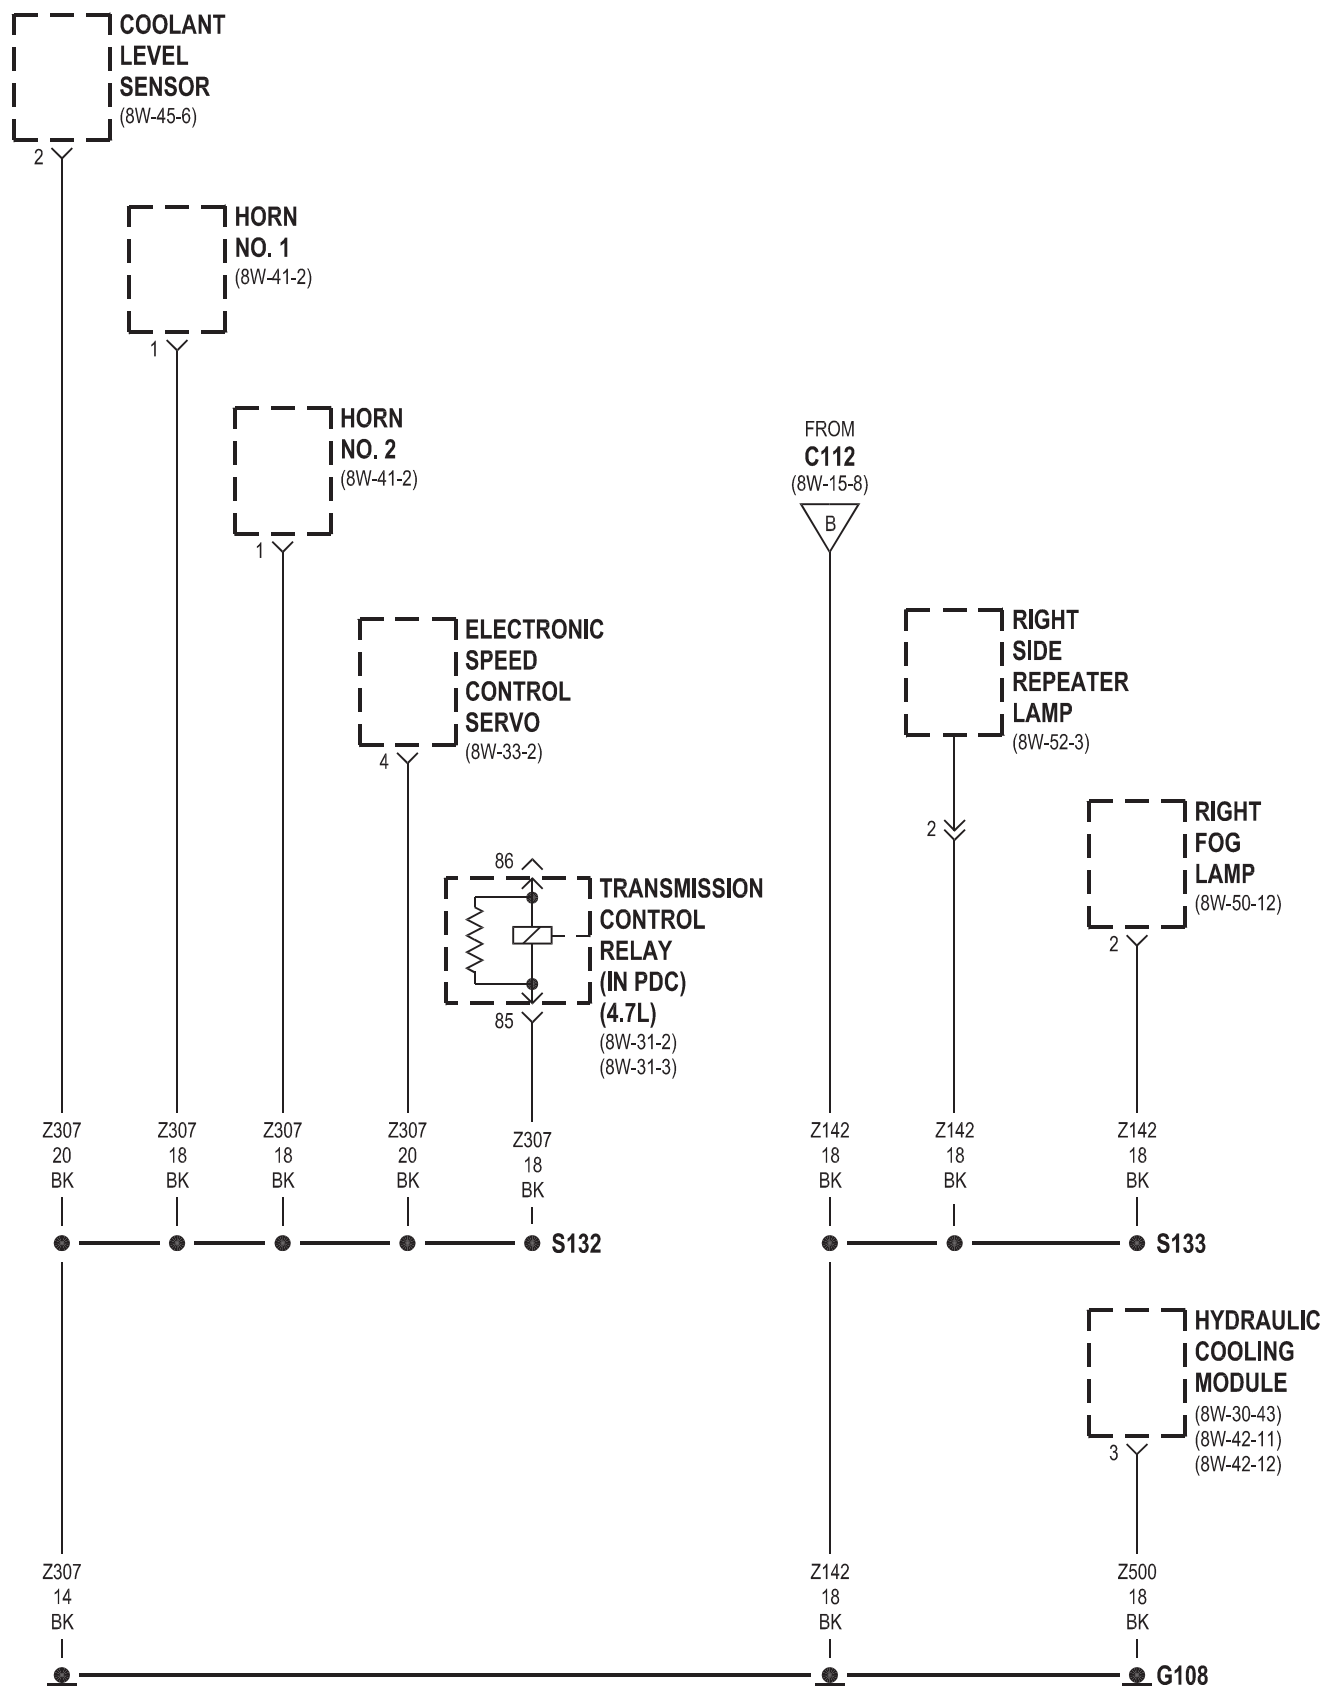 COOLANT
LEVEL
SENSOR
(8W-45-6)
2
HORN
NO. 1
(8W-41-2)
1
HORN
NO. 2
(8W-41-2)
1
FROM
C112
(8W-15-8)
B
ELECTRONIC
SPEED
CONTROL
SERVO
(8W-33-2)
4
RIGHT
SIDE
REPEATER
LAMP
(8W-52-3)
2
RIGHT
FOG
LAMP
(8W-50-12)
2
86
TRANSMISSION
CONTROL
RELAY
(IN PDC)
(4.7L)
(8W-31-2)
(8W-31-3)
85
Z307
20
BK
Z307
18
BK
Z307
18
BK
Z307
20
BK
Z307
18
BK
Z142
18
BK
Z142
18
BK
Z142
18
BK
S132
S133
HYDRAULIC
COOLING
MODULE
(8W-30-43)
(8W-42-11)
(8W-42-12)
3
Z307
14
BK
Z142
18
BK
Z500
18
BK
G108